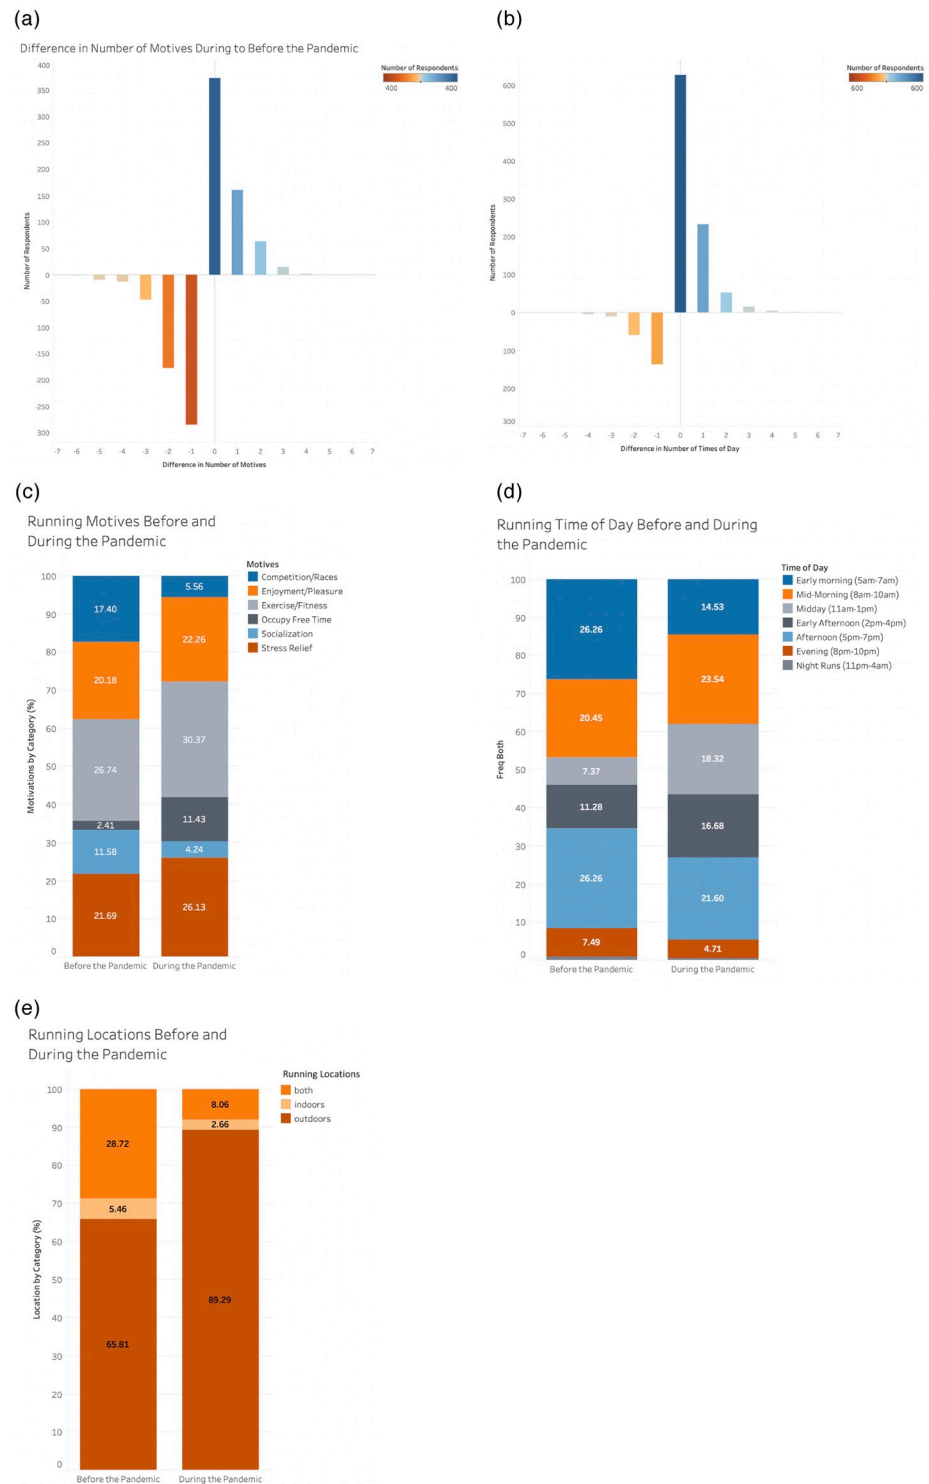 (a)
Difference in Number of Motives During to Before the Pandemic
Number of Respondents
400 400
400
350
300
250
200
150
100
50
0
50
100
-150
-200
-250
300
Number of Respondents
-7 -6 -5 -4 -3 -2 -1 0 1 2 3 4 5 6 7
Difference in Number of Motives
(b)
Number of Respondents
600 600
600
500
400
300
200
100
0
100
200
300
Number of Respondents
-7 -6 -5 -4 -3 -2 -1 0 1 2 3 4 5 6 7
Difference in Number of Times of Day
(c)
Running Motives Before and
During the Pandemic
Motives
Competition/Races
Enjoyment/Pleasure
Exercise/Fitness
Occupy Free Time
Socialization
Stress Relief
Motivations by Category (%)
100
90
80
70
60
50
40
30
20
10
0
17.40
20.18
26.74
2.41
11.58
21.69
5.56
22.26
30.37
11.43
4.24
26.13
Before the Pandemic During the Pandemic
(d)
Running Time of Day Before and During
the Pandemic
Time of Day
Early morning (5am-7am)
Mid-Morning (8am-10am)
Midday (11am-1pm)
Early Afternoon (2pm-4pm)
Afternoon (5pm-7pm)
Evening (8pm-10pm)
Night Runs (11pm-4am)
Freq Both
100
90
80
70
60
50
40
30
20
10
0
26.26
20.45
7.37
11.28
26.26
7.49
14.53
23.54
18.32
16.68
21.60
4.71
Before the Pandemic During the Pandemic
(e)
Running Locations Before and
During the Pandemic
Running Locations
both
indoors
outdoors
Location by Category (%)
100
90
80
70
60
50
40
30
20
10
0
28.72
5.46
65.81
8.06
2.66
89.29
Before the Pandemic During the Pandemic